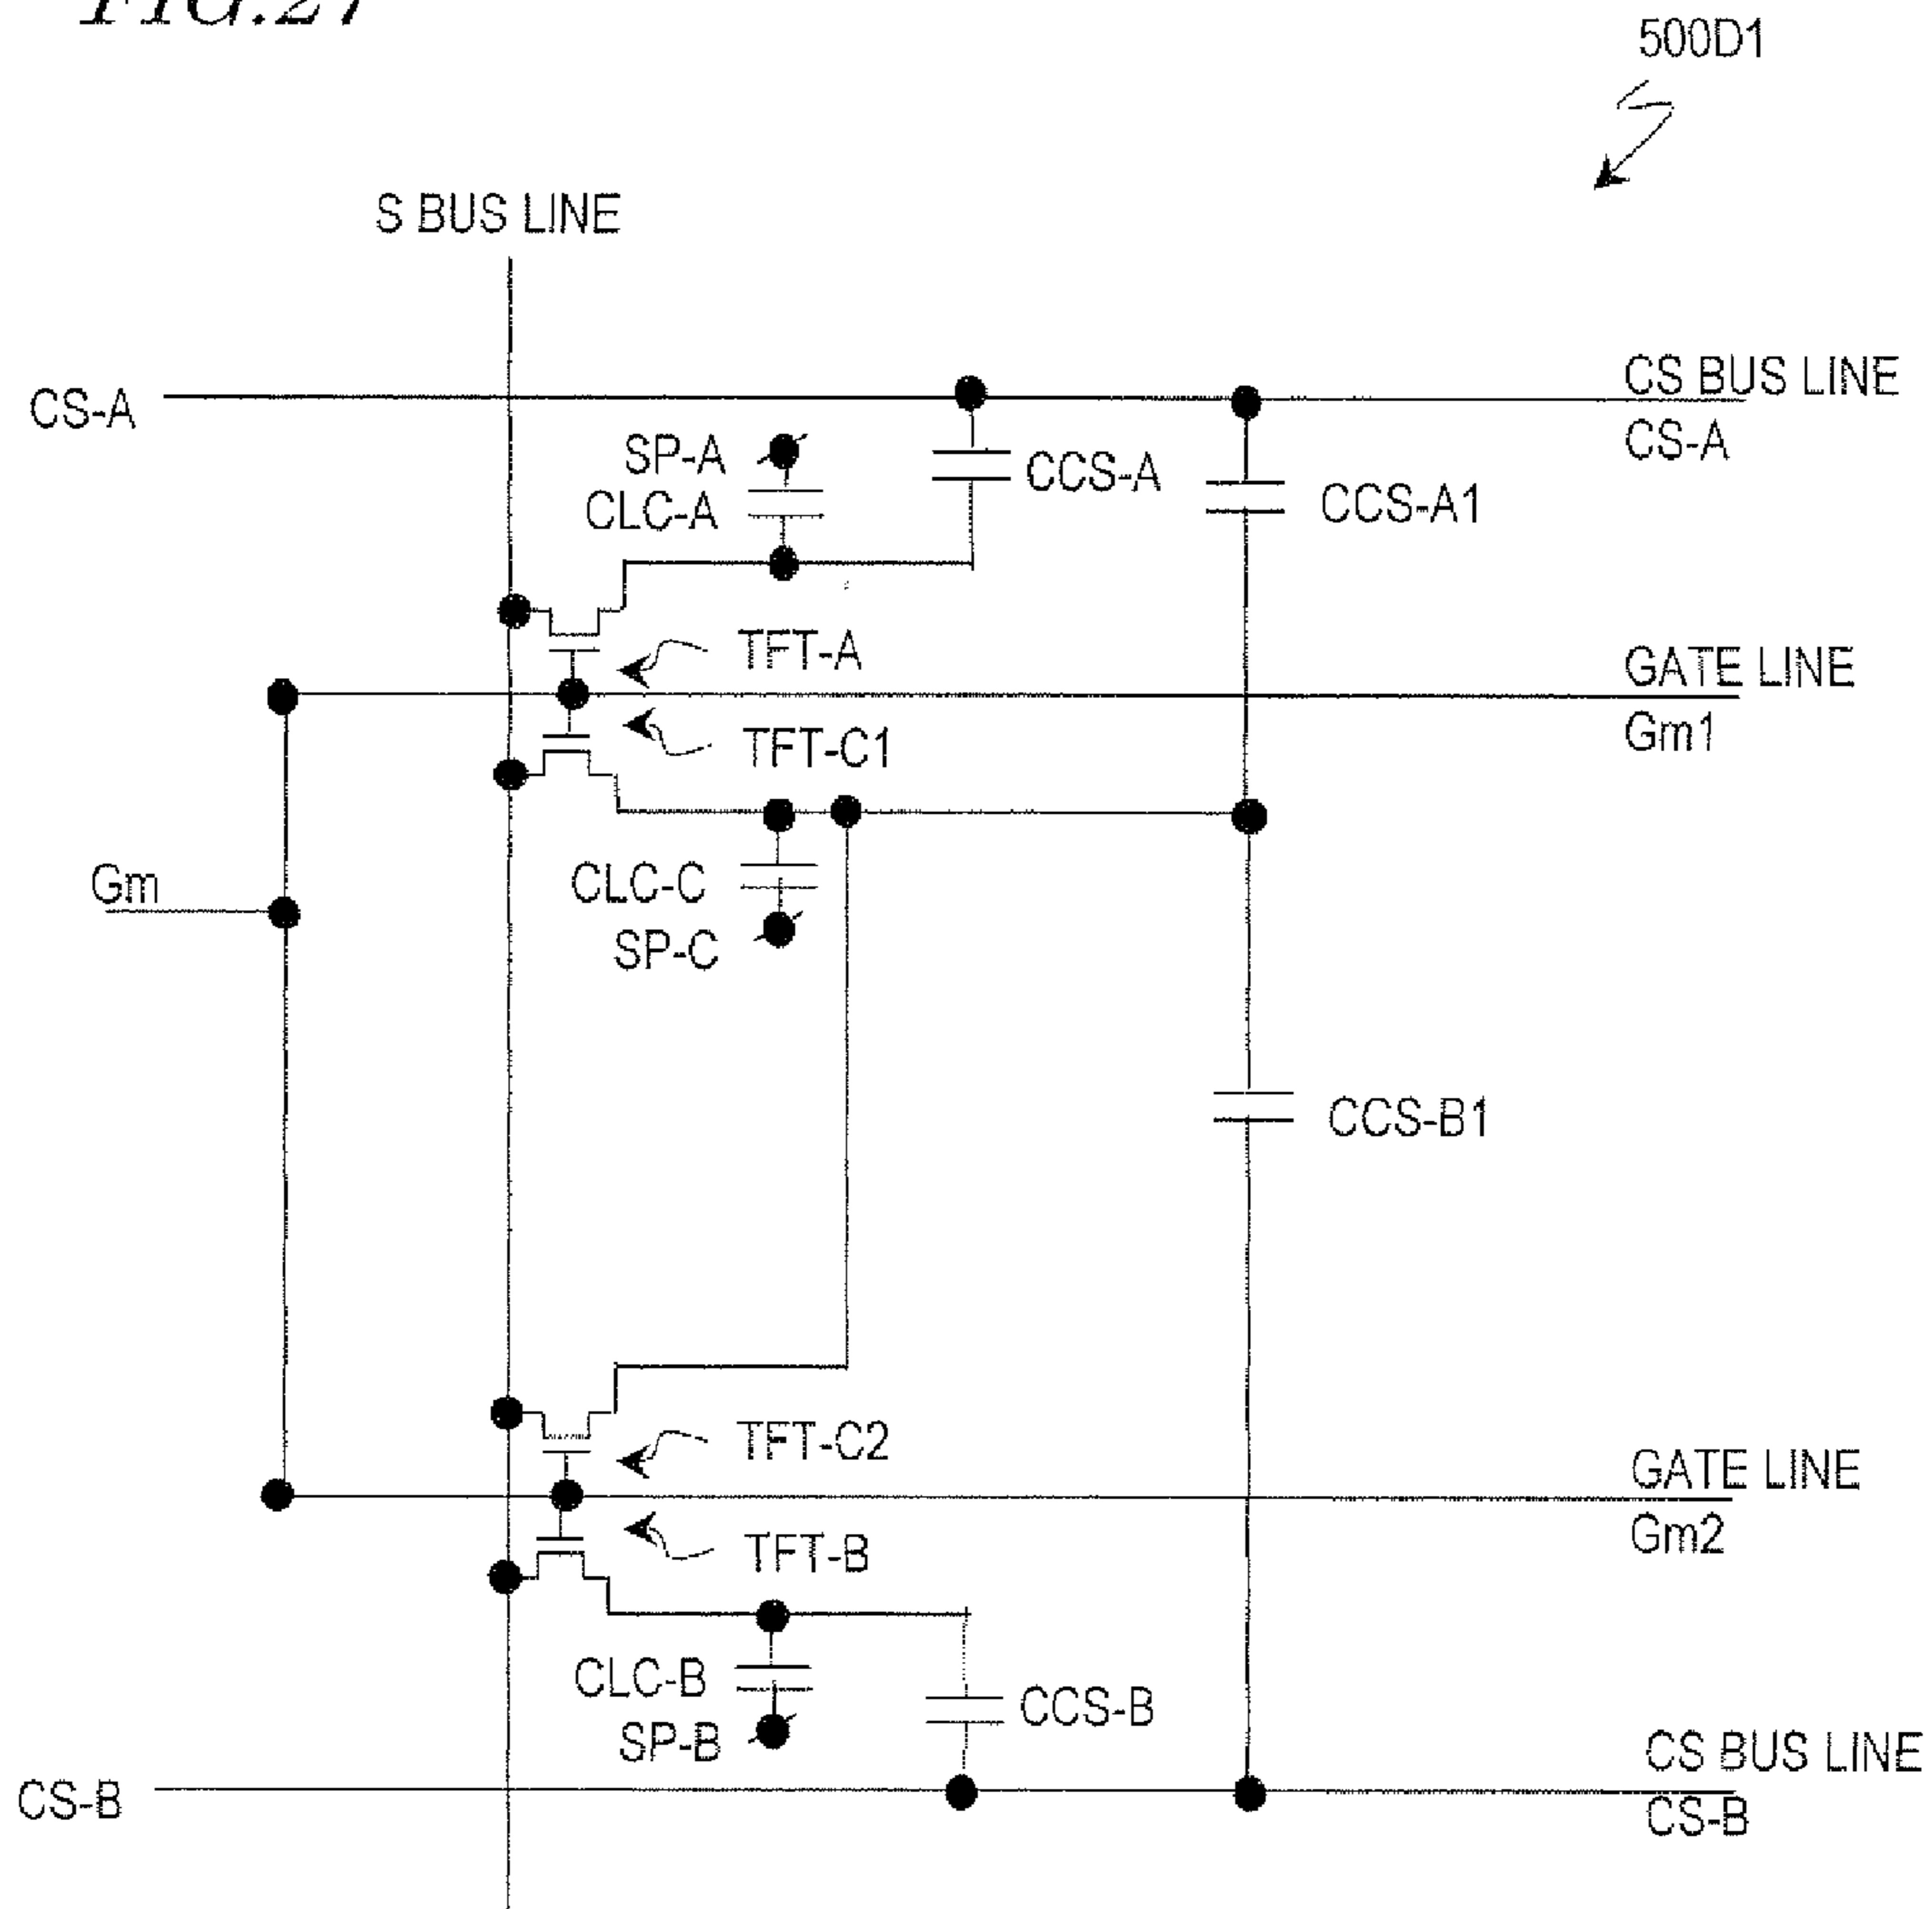 FIG.27
500D1
S BUS LINE
CS-A
CS BUS LINE
CS-A
SP-A
CLC-A
CCS-A
CCS-A1
TFT-A
GATE LINE
Gm1
TFT-C1
Gm
CLC-C
SP-C
CCS-B1
TFT-C2
GATE LINE
Gm2
TFT-B
CLC-B
SP-B
CCS-B
CS-B
CS BUS LINE
CS-B